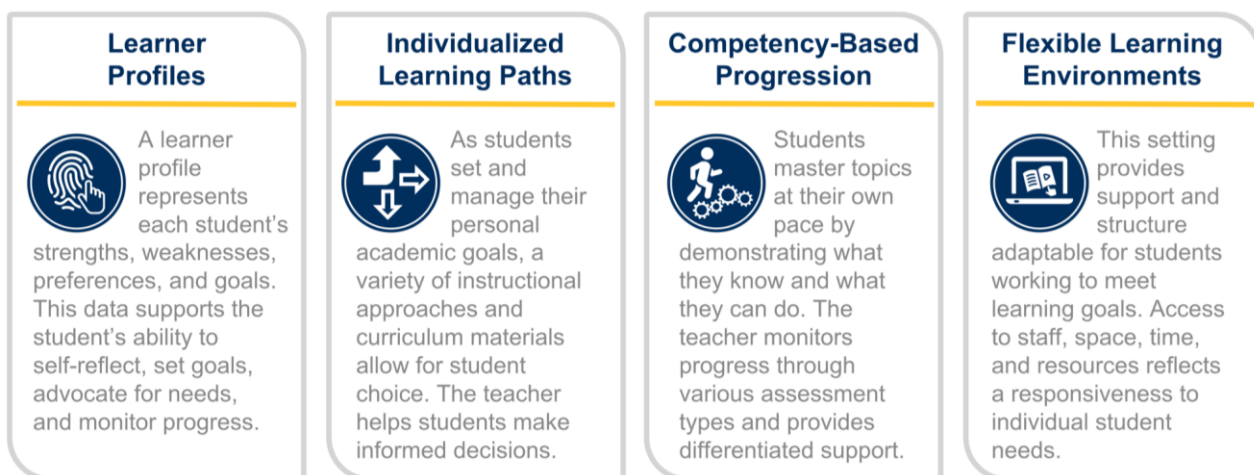 Learner
Profiles
A learner
profile
represents
each student's
strengths, weaknesses,
preferences, and goals.
This data supports the
student's ability to
self-reflect, set goals,
advocate for needs,
and monitor progress.
Individualized
Learning Paths
As students
set and
manage their
personal
academic goals, a
variety of instructional
approaches and
curriculum materials
allow for student
choice. The teacher
helps students make
informed decisions.
Competency-Based
Progression
Students
master topics
at their own
pace by
demonstrating what
they know and what
they can do. The
teacher monitors
progress through
various assessment
types and provides
differentiated support.
Flexible Learning
Environments
This setting
provides
support and
structure
adaptable for students
working to meet
learning goals. Access
to staff, space, time,
and resources reflects
a responsiveness to
individual student
needs.